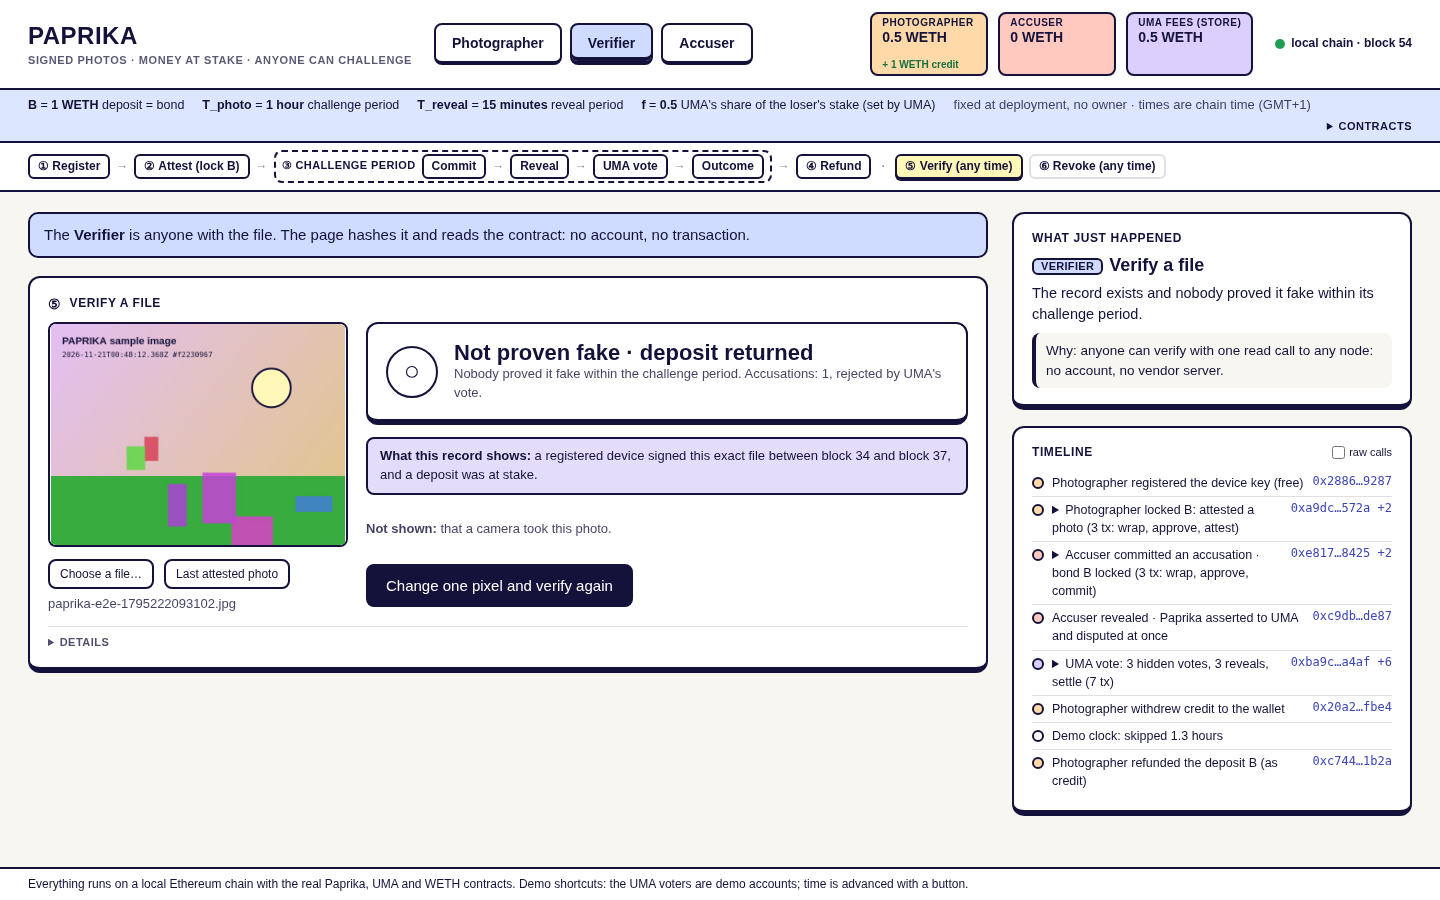 PAPRIKA
SIGNED PHOTOS · MONEY AT STAKE · ANYONE CAN CHALLENGE
Photographer
Verifier
Accuser
PHOTOGRAPHER
0.5 WETH
+ 1 WETH credit
ACCUSER
0 WETH
UMA FEES (STORE)
0.5 WETH
local chain · block 54
B = 1 WETH deposit = bond T_photo = 1 hour challenge period T_reveal = 15 minutes reveal period f = 0.5 UMA's share of the loser's stake (set by UMA) fixed at deployment, no owner · times are chain time (GMT+1)
▶ CONTRACTS
① Register → ② Attest (lock B) → ③ CHALLENGE PERIOD Commit → Reveal → UMA vote → Outcome → ④ Refund · ⑤ Verify (any time) ⑥ Revoke (any time)
The Verifier is anyone with the file. The page hashes it and reads the contract: no account, no transaction.
⑤ VERIFY A FILE
PAPRIKA sample image
2026-11-21T00:48:12.368Z #f2230967
Choose a file…
Last attested photo
paprika-e2e-1795222093102.jpg
Not proven fake · deposit returned
Nobody proved it fake within the challenge period. Accusations: 1, rejected by UMA's
vote.
What this record shows: a registered device signed this exact file between block 34 and block 37,
and a deposit was at stake.
Not shown: that a camera took this photo.
Change one pixel and verify again
▶ DETAILS
WHAT JUST HAPPENED
VERIFIER Verify a file
The record exists and nobody proved it fake within its
challenge period.
Why: anyone can verify with one read call to any node:
no account, no vendor server.
TIMELINE
raw calls
Photographer registered the device key (free) 0x2886…9287
▶ Photographer locked B: attested a 0xa9dc…572a +2
photo (3 tx: wrap, approve, attest)
▶ Accuser committed an accusation · 0xe817…8425 +2
bond B locked (3 tx: wrap, approve,
commit)
Accuser revealed · Paprika asserted to UMA 0xc9db…de87
and disputed at once
▶ UMA vote: 3 hidden votes, 3 reveals, 0xba9c…a4af +6
settle (7 tx)
Photographer withdrew credit to the wallet 0x20a2…fbe4
Demo clock: skipped 1.3 hours
Photographer refunded the deposit B (as 0xc744…1b2a
credit)
Everything runs on a local Ethereum chain with the real Paprika, UMA and WETH contracts. Demo shortcuts: the UMA voters are demo accounts; time is advanced with a button.